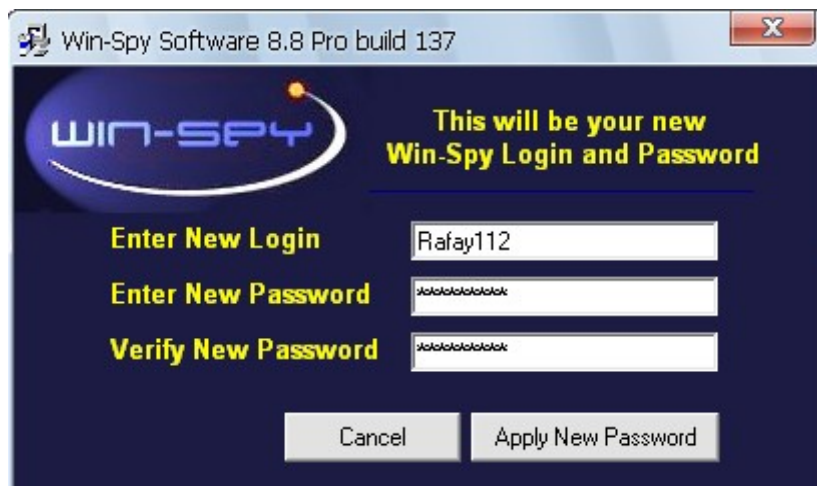 Win-Spy Software 8.8 Pro build 137
X
WIN-SPY
This will be your new
Win-Spy Login and Password
Enter New Login
Rafay112
Enter New Password
**********
Verify New Password
**********
Cancel
Apply New Password